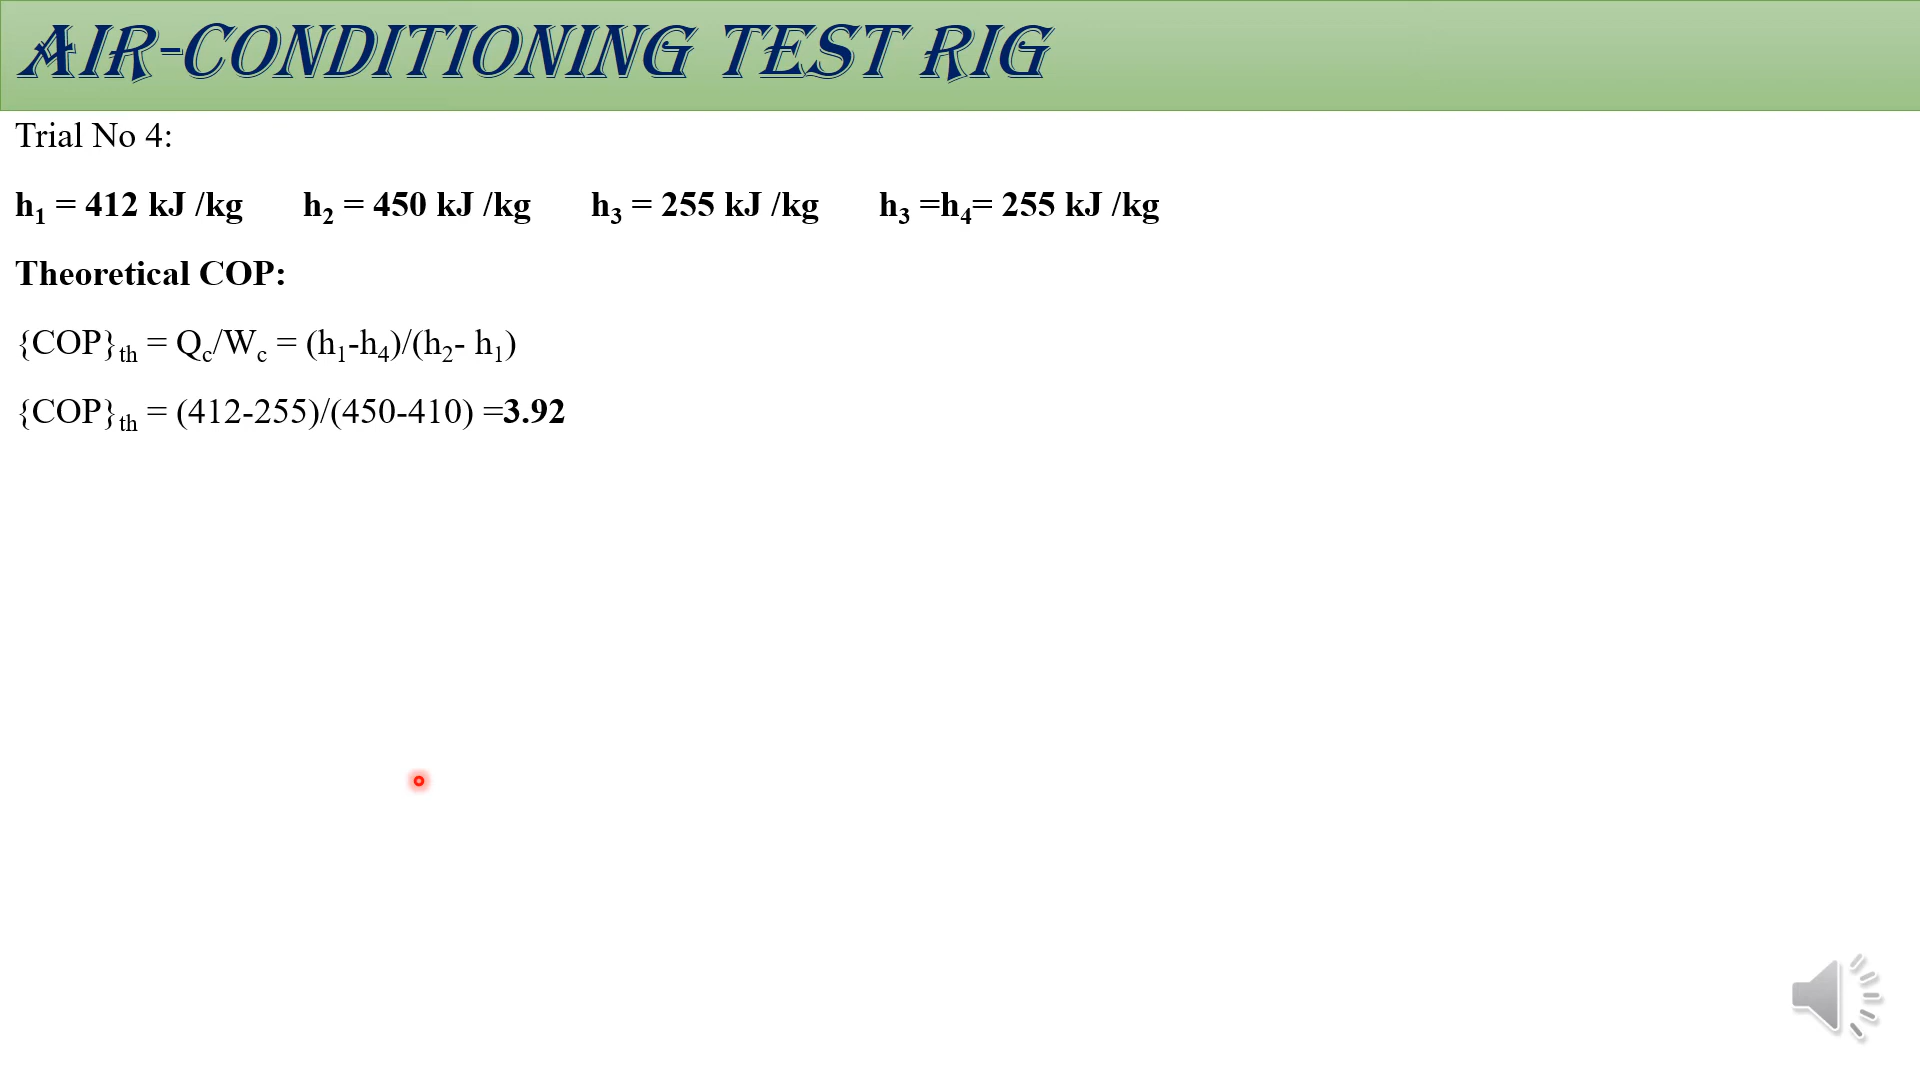 AIR-CONDITIONING TEST RIG
Trial No 4:
h₁ = 412 kJ /kg h₂ = 450 kJ /kg h₃ = 255 kJ /kg h₃ =h₄= 255 kJ /kg
Theoretical COP:
{COP}th = Qc/Wc = (h₁-h₄)/(h₂- h₁)
{COP}th = (412-255)/(450-410) =3.92